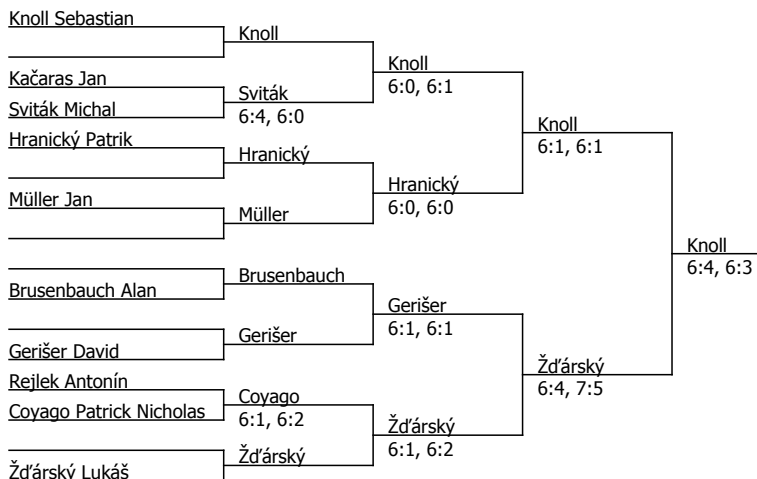 Knoll Sebastian
Knoll
Kačaras Jan
Sviták Michal
Sviták
6:4, 6:0
Knoll
6:0, 6:1
Hranický Patrik
Hranický
Müller Jan
Müller
Hranický
6:0, 6:0
Knoll
6:1, 6:1
Brusenbauch Alan
Brusenbauch
Gerišer David
Gerišer
Gerišer
6:1, 6:1
Rejlek Antonín
Coyago Patrick Nicholas
Coyago
6:1, 6:2
Žďárský Lukáš
Žďárský
Žďárský
6:1, 6:2
Žďárský
6:4, 7:5
Knoll
6:4, 6:3